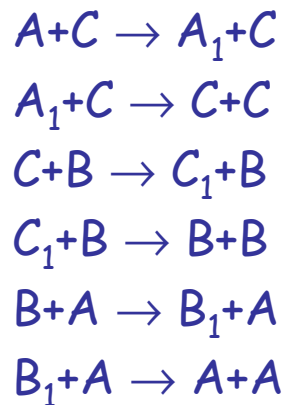 A+C → A₁+C
A₁+C → C+C
C+B → C₁+B
C₁+B → B+B
B+A → B₁+A
B₁+A → A+A